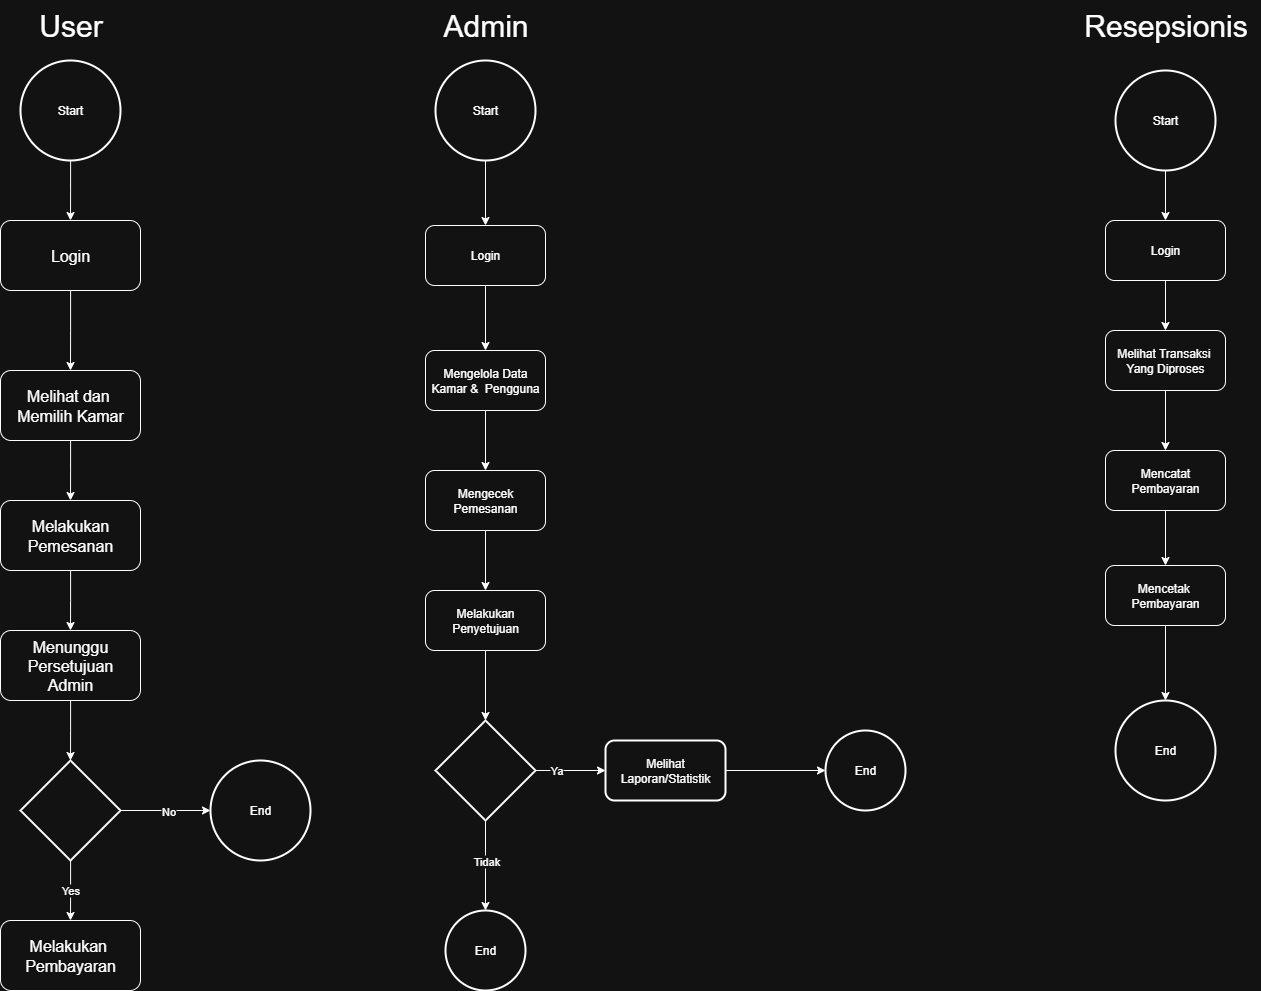 User
Start
Login
Melihat dan
Memilih Kamar
Melakukan
Pemesanan
Menunggu
Persetujuan
Admin
No
End
Yes
Melakukan
Pembayaran
Admin
Start
Login
Mengelola Data
Kamar & Pengguna
Mengecek
Pemesanan
Melakukan
Penyetujuan
Ya
Melihat
Laporan/Statistik
End
Tidak
End
Resepsionis
Start
Login
Melihat Transaksi
Yang Diproses
Mencatat
Pembayaran
Mencetak
Pembayaran
End